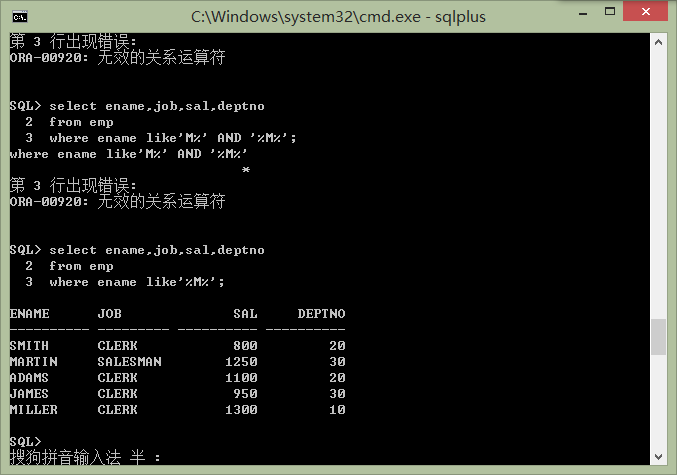 C:\Windows\system32\cmd.exe - sqlplus
第 3 行出现错误:
ORA-00920: 无效的关系运算符
SQL> select ename,job,sal,deptno
2  from emp
3  where ename like'M%' AND '%M%';
where ename like'M%' AND '%M%'
*
第 3 行出现错误:
ORA-00920: 无效的关系运算符
SQL> select ename,job,sal,deptno
2  from emp
3  where ename like'%M%';
ENAME      JOB              SAL     DEPTNO
---------- --------- ---------- ----------
SMITH      CLERK            800         20
MARTIN     SALESMAN        1250         30
ADAMS      CLERK           1100         20
JAMES      CLERK            950         30
MILLER     CLERK           1300         10
SQL>
搜狗拼音输入法 半 :